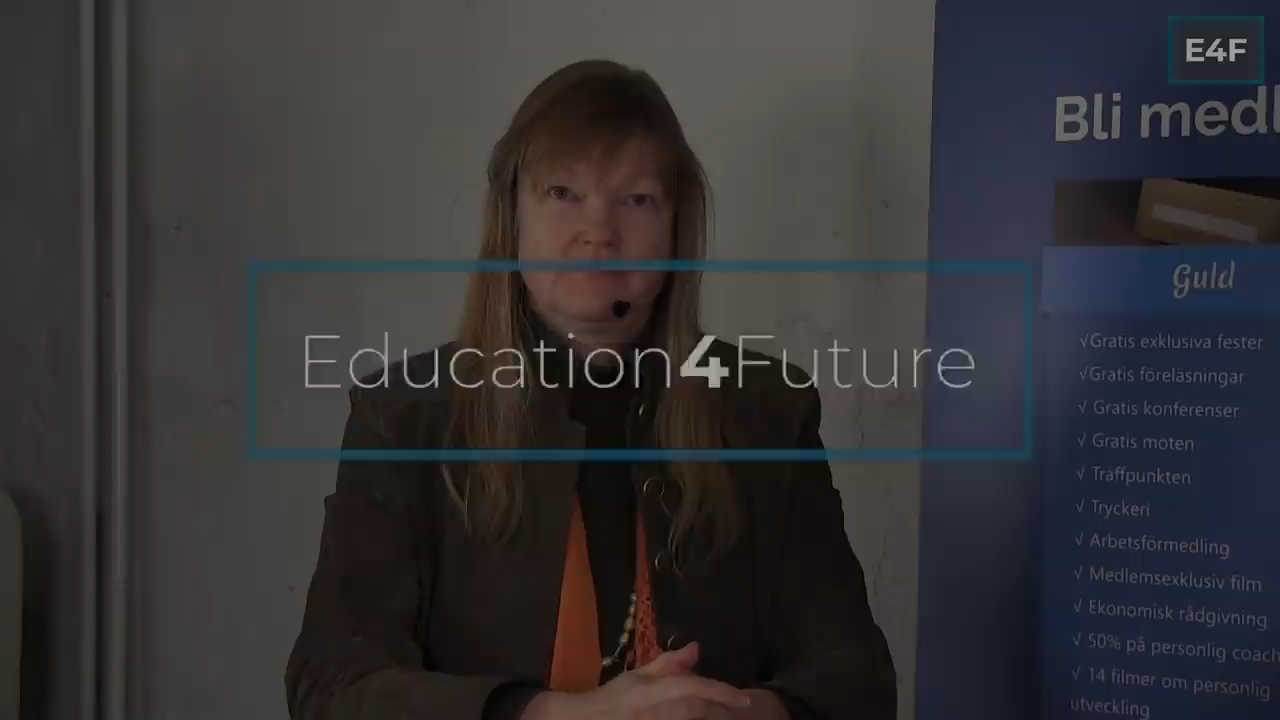 E4F
Bli medl
Guld
Education4Future
√Gratis exklusiva fester
√Gratis föreläsningar
√ Gratis konferenser
√ Gratis möten
√ Träffpunkten
√ Tryckeri
√ Arbetsförmedling
√ Medlemsexklusiv film
√ Ekonomisk rådgivning
√ 50% på personlig coach
√ 14 filmer om personlig
utveckling